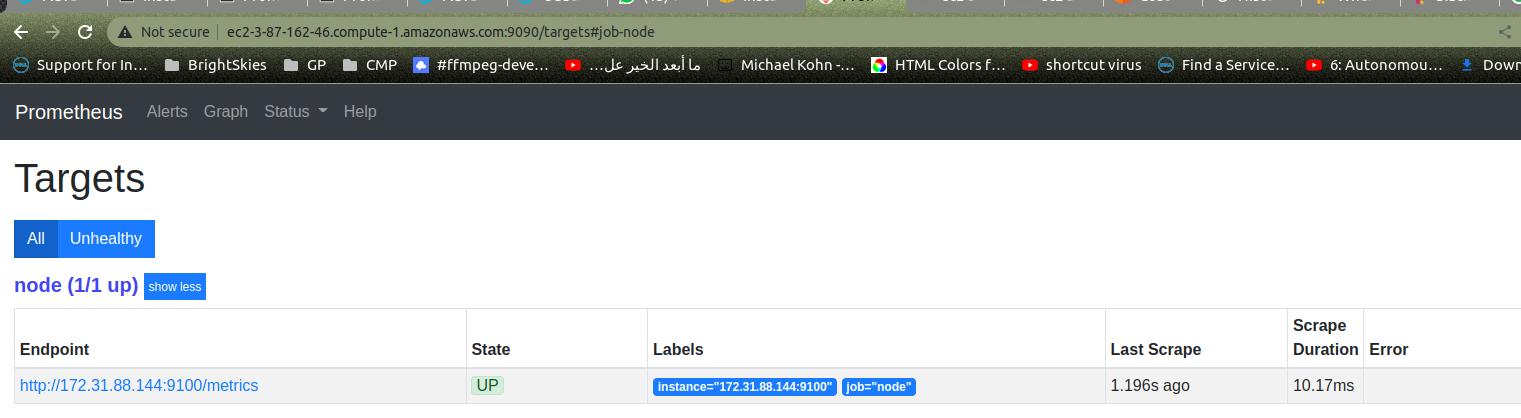 Not secure ec2-3-87-162-46.compute-1.amazonaws.com:9090/targets#job-node
Support for In... BrightSkies GP CMP #ffmpeg-deve... ما أبعد الخير عل... Michael Kohn -... HTML Colors f... shortcut virus Find a Service... 6: Autonomou... Down
Prometheus Alerts Graph Status Help
Targets
All Unhealthy
node (1/1 up) show less
Endpoint State Labels Last Scrape Scrape Duration Error
http://172.31.88.144:9100/metrics UP instance="172.31.88.144:9100" job="node" 1.196s ago 10.17ms